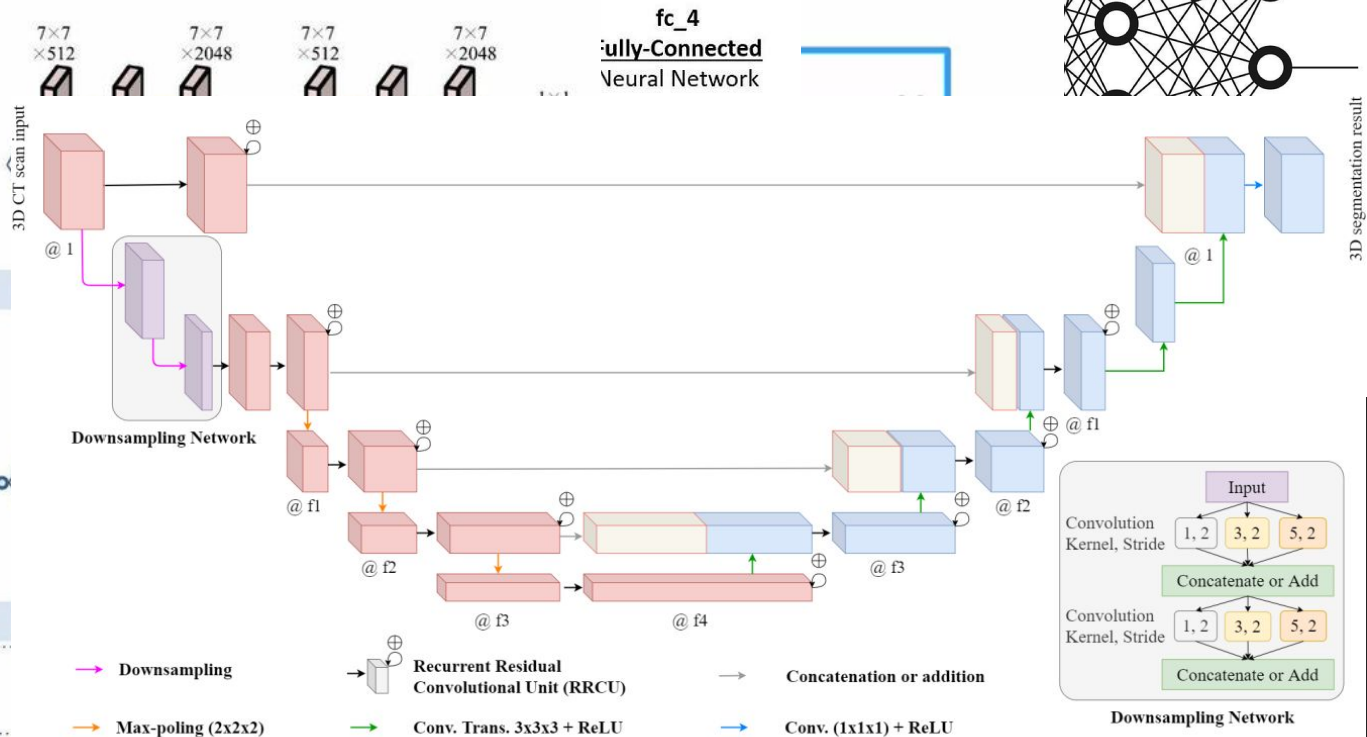 7×7
×512
7×7
×2048
7×7
×512
7×7
×2048
fc_4
Fully-Connected
Neural Network
3D CT scan input
3D segmentation result
@ 1
@ 1
Downsampling Network
@ f1
@ f1
@ f2
@ f2
@ f3
@ f3
@ f4
Input
Convolution
Kernel, Stride
1, 2
3, 2
5, 2
Concatenate or Add
Convolution
Kernel, Stride
1, 2
3, 2
5, 2
Concatenate or Add
Downsampling Network
Downsampling
Recurrent Residual
Convolutional Unit (RRCU)
Concatenation or addition
Max-poling (2x2x2)
Conv. Trans. 3x3x3 + ReLU
Conv. (1x1x1) + ReLU